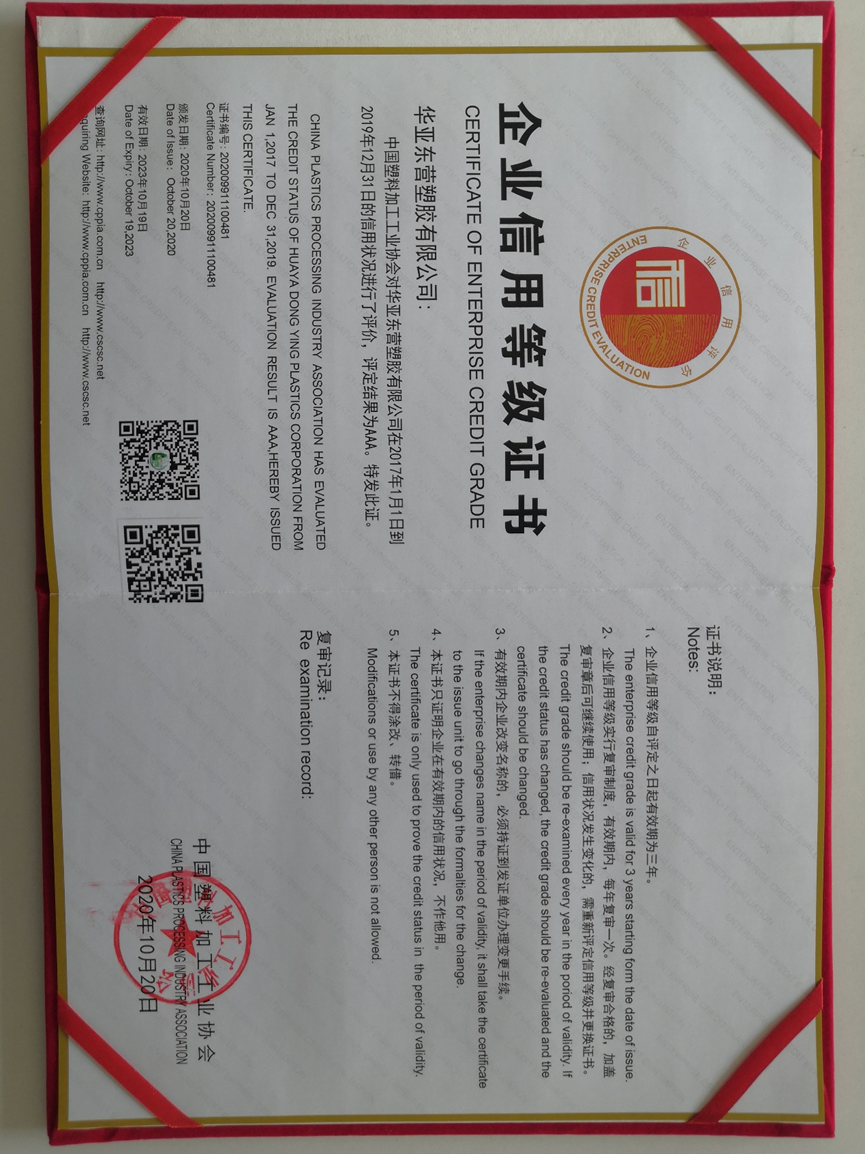 企业信用评价
信
ENTERPRISE CREDIT EVALUATION
企业信用等级证书
CERTIFICATE OF ENTERPRISE CREDIT GRADE
华亚东营塑胶有限公司：
中国塑料加工工业协会对华亚东营塑胶有限公司在2017年1月1日到
2019年12月31日的信用状况进行了评价，评定结果为AAA。特发此证。
CHINA PLASTICS PROCESSING INDUSTRY ASSOCIATION HAS EVALUATED
THE CREDIT STATUS OF HUAYA DONG YING PLASTICS CORPORATION FROM
JAN 1,2017 TO DEC 31,2019. EVALUATION RESULT IS AAA,HEREBY ISSUED
THIS CERTIFICATE.
证书编号: 202009911100481
Certificate Number: 202009911100481
颁发日期: 2020年10月20日
Date of Issue: October 20,2020
有效日期: 2023年10月19日
Date of Expiry: October 19,2023
查询网址: http://www.cppia.com.cn http://www.cscsc.net
Website: http://www.cppia.com.cn http://www.cscsc.net
证书说明：
Notes:
1、企业信用等级自评定之日起有效期为三年。
The enterprise credit grade is valid for 3 years starting form the date of issue.
2、企业信用等级实行复审制度，有效期内，每年复审一次。经复审合格的，加盖
复审章后可继续使用；信用状况发生变化的，需重新评定信用等级并更换证书。
The credit grade should be re-examined every year in the poriod of validity. If
the credit status has changed, the credit grade should be re-evaluated and the
certificate should be changed.
3、有效期内企业改变名称的，必须持证到发证单位办理变更手续。
If the enterprise changes name in the period of validity, it shall take the certificate
to the issue unit to go through the formalties for the change.
4、本证书只证明企业在有效期内的信用状况，不作他用。
The certificate is only used to prove the credit status in the period of validity.
5、本证书不得涂改、转借。
Modifications or use by any other person is not allowed.
复审记录：
Re examination record:
中国塑料加工工业协会
CHINA PLASTICS PROCESSING INDUSTRY ASSOCIATION
2020年10月20日